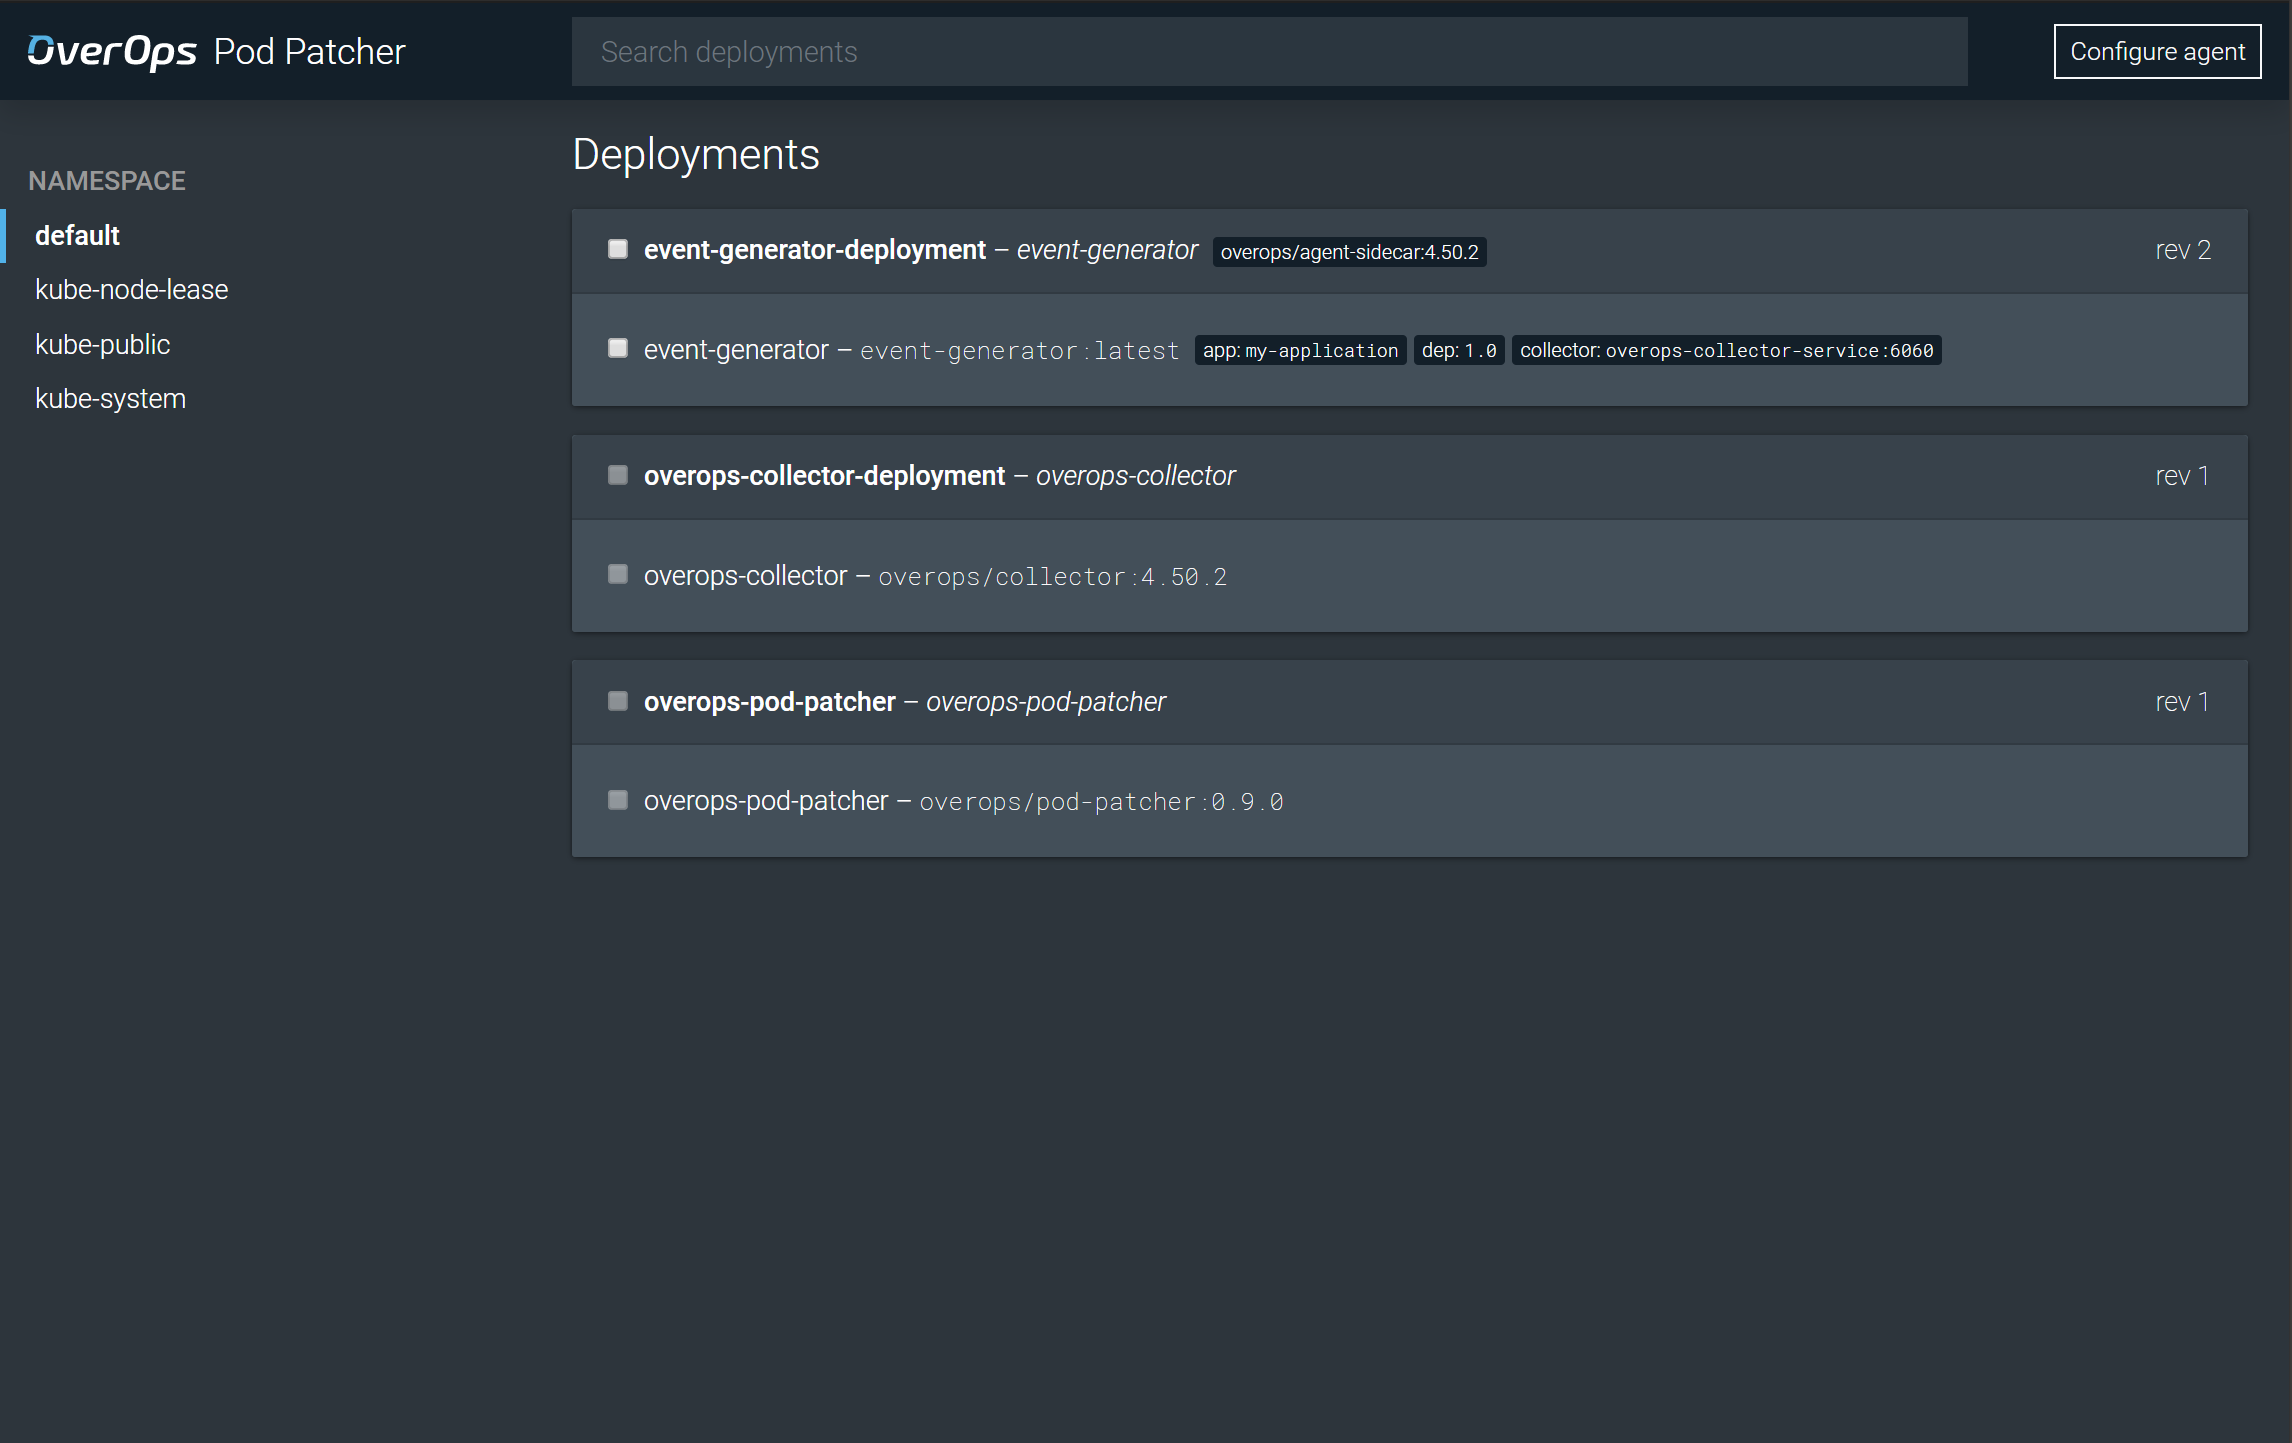 OverOps Pod Patcher
Search deployments
Configure agent
NAMESPACE
default
kube-node-lease
kube-public
kube-system
Deployments
event-generator-deployment – event-generator overops/agent-sidecar:4.50.2 rev 2
event-generator – event-generator:latest app: my-application dep: 1.0 collector: overops-collector-service:6060
overops-collector-deployment – overops-collector rev 1
overops-collector – overops/collector:4.50.2
overops-pod-patcher – overops-pod-patcher rev 1
overops-pod-patcher – overops/pod-patcher:0.9.0